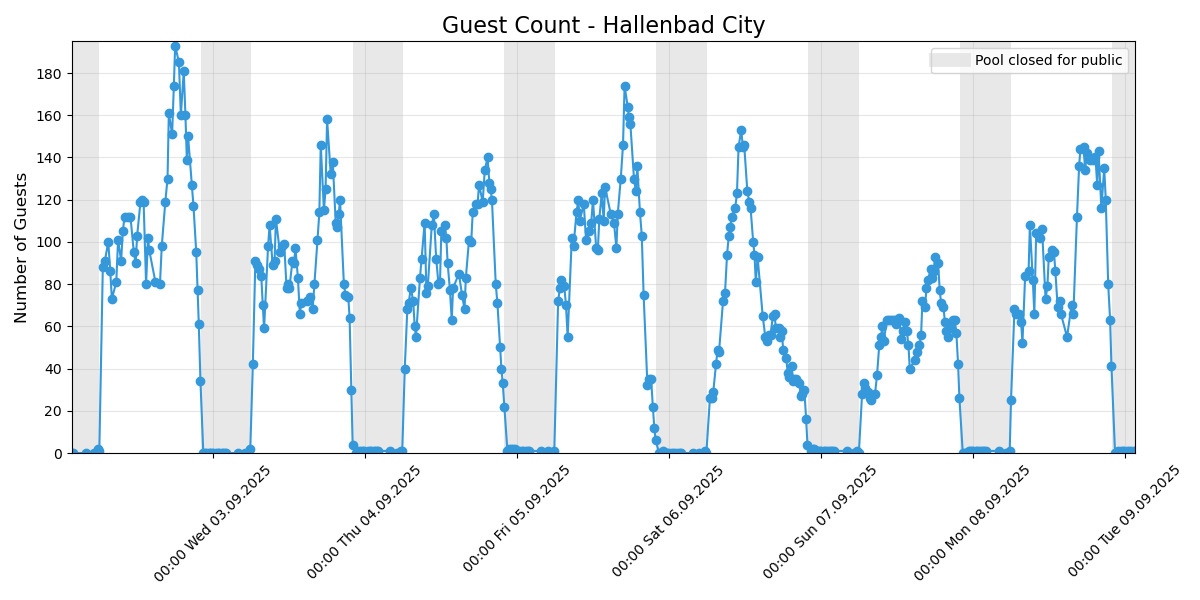 Guest Count - Hallenbad City
Pool closed for public
Number of Guests
180
160
140
120
100
80
60
40
20
0
00:00 Wed 03.09.2025
00:00 Thu 04.09.2025
00:00 Fri 05.09.2025
00:00 Sat 06.09.2025
00:00 Sun 07.09.2025
00:00 Mon 08.09.2025
00:00 Tue 09.09.2025